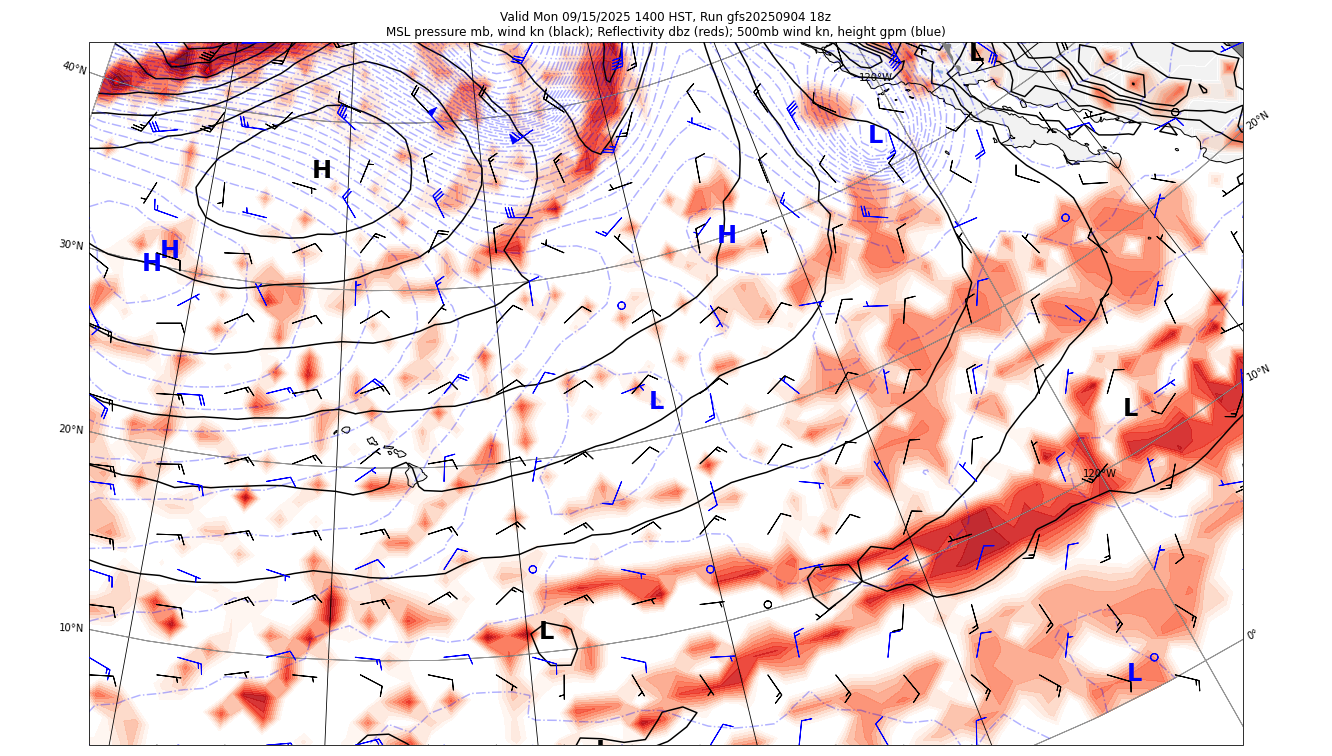 Valid Mon 09/15/2025 1400 HST, Run gfs20250904 18z
MSL pressure mb, wind kn (black); Reflectivity dbz (reds); 500mb wind kn, height gpm (blue)
L
40°N
120°W
20°N
L
H
H
H
H
30°N
10°N
L
L
20°N
120°W
10°N
L
0°
L